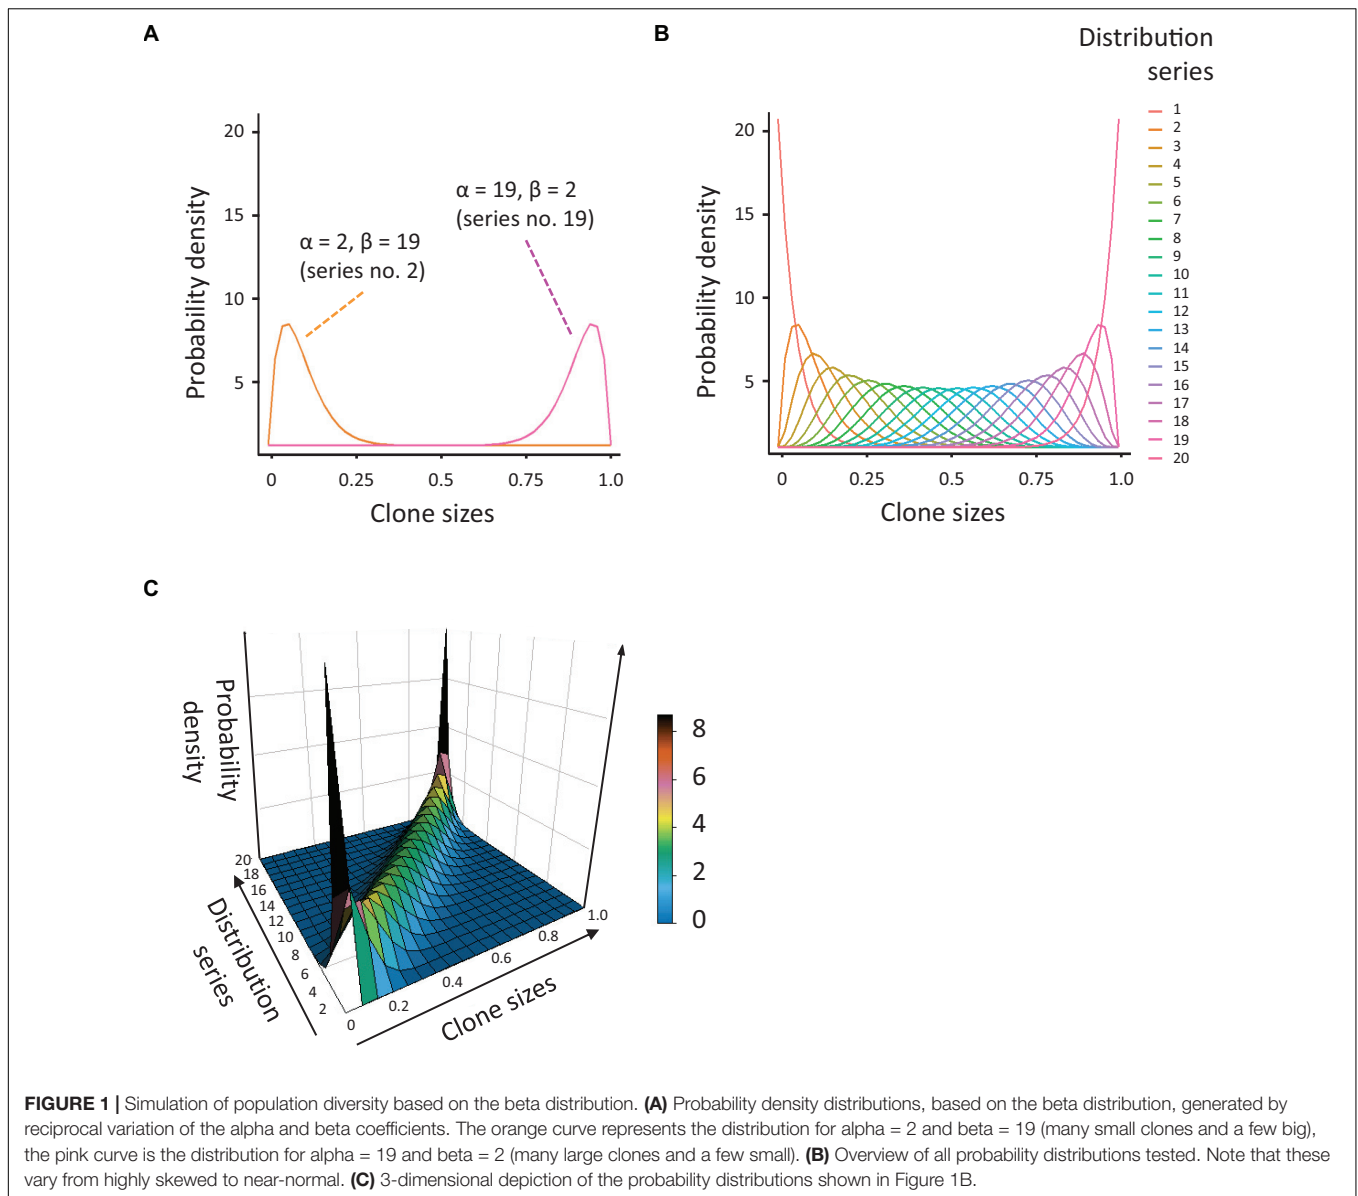 A
20
15
10
5
Probability density
α = 2, β = 19
(series no. 2)
α = 19, β = 2
(series no. 19)
0 0.25 0.5 0.75 1.0
Clone sizes
B
Distribution
series
20
15
10
5
Probability density
0 0.25 0.50 0.75 1.0
Clone sizes
1
2
3
4
5
6
7
8
9
10
11
12
13
14
15
16
17
18
19
20
C
Probability
density
20
18
16
14
12
10
8
6
4
2
Distribution
series
0
0.2
0.4
0.6
0.8
1.0
Clone sizes
8
6
4
2
0
FIGURE 1 | Simulation of population diversity based on the beta distribution. (A) Probability density distributions, based on the beta distribution, generated by
reciprocal variation of the alpha and beta coefficients. The orange curve represents the distribution for alpha = 2 and beta = 19 (many small clones and a few big),
the pink curve is the distribution for alpha = 19 and beta = 2 (many large clones and a few small). (B) Overview of all probability distributions tested. Note that these
vary from highly skewed to near-normal. (C) 3-dimensional depiction of the probability distributions shown in Figure 1B.